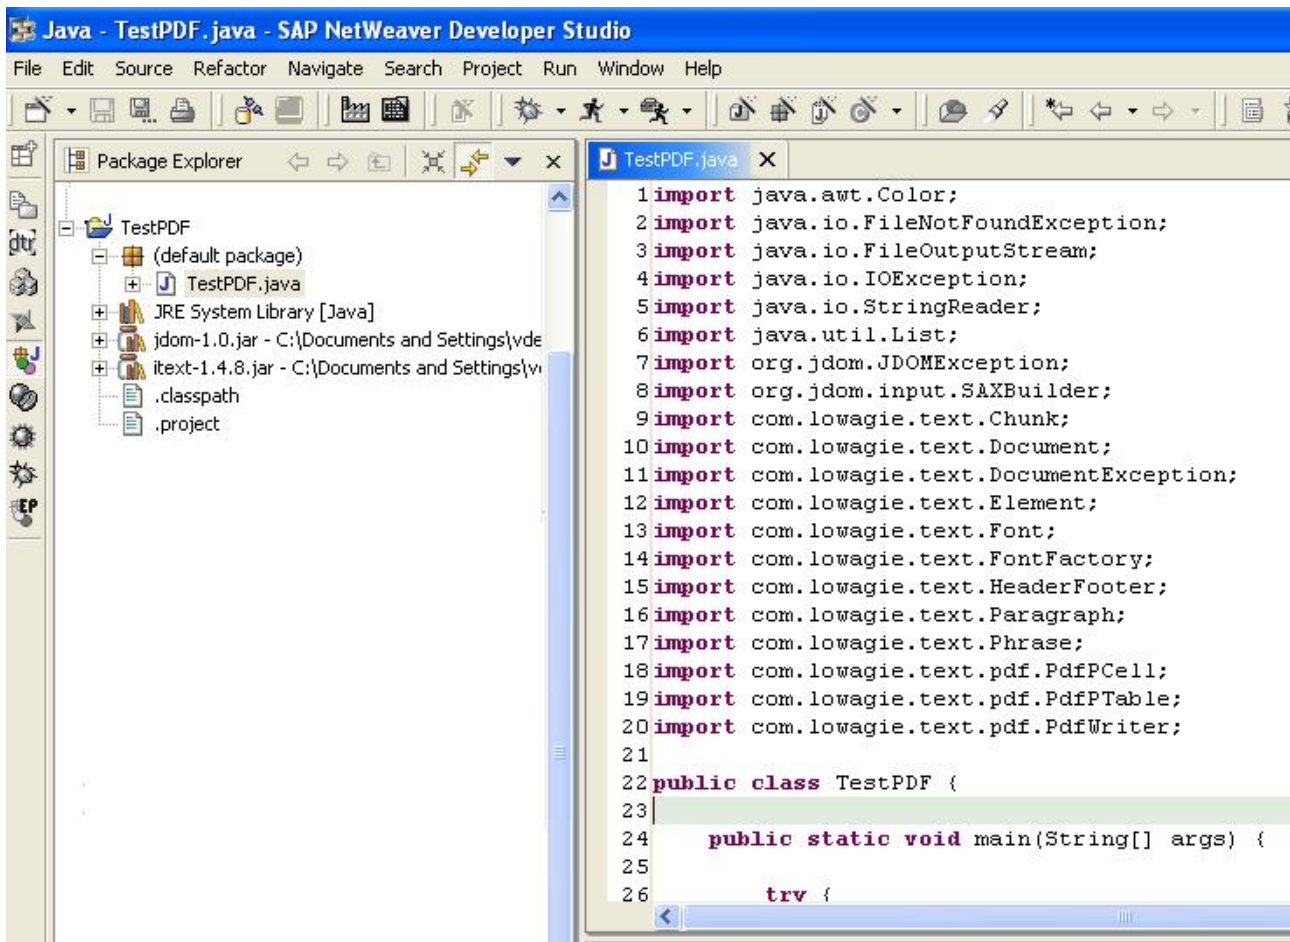 Java - TestPDF.java - SAP NetWeaver Developer Studio
File Edit Source Refactor Navigate Search Project Run Window Help
Package Explorer
TestPDF
(default package)
TestPDF.java
JRE System Library [Java]
jdom-1.0.jar - C:\Documents and Settings\vde
itext-1.4.8.jar - C:\Documents and Settings\v
.classpath
.project
dtr
EP
TestPDF.java
1 import java.awt.Color;
2 import java.io.FileNotFoundException;
3 import java.io.FileOutputStream;
4 import java.io.IOException;
5 import java.io.StringReader;
6 import java.util.List;
7 import org.jdom.JDOMException;
8 import org.jdom.input.SAXBuilder;
9 import com.lowagie.text.Chunk;
10 import com.lowagie.text.Document;
11 import com.lowagie.text.DocumentException;
12 import com.lowagie.text.Element;
13 import com.lowagie.text.Font;
14 import com.lowagie.text.FontFactory;
15 import com.lowagie.text.HeaderFooter;
16 import com.lowagie.text.Paragraph;
17 import com.lowagie.text.Phrase;
18 import com.lowagie.text.pdf.PdfPCell;
19 import com.lowagie.text.pdf.PdfPTable;
20 import com.lowagie.text.pdf.PdfWriter;
21
22 public class TestPDF {
23
24 public static void main(String[] args) {
25
26 try {